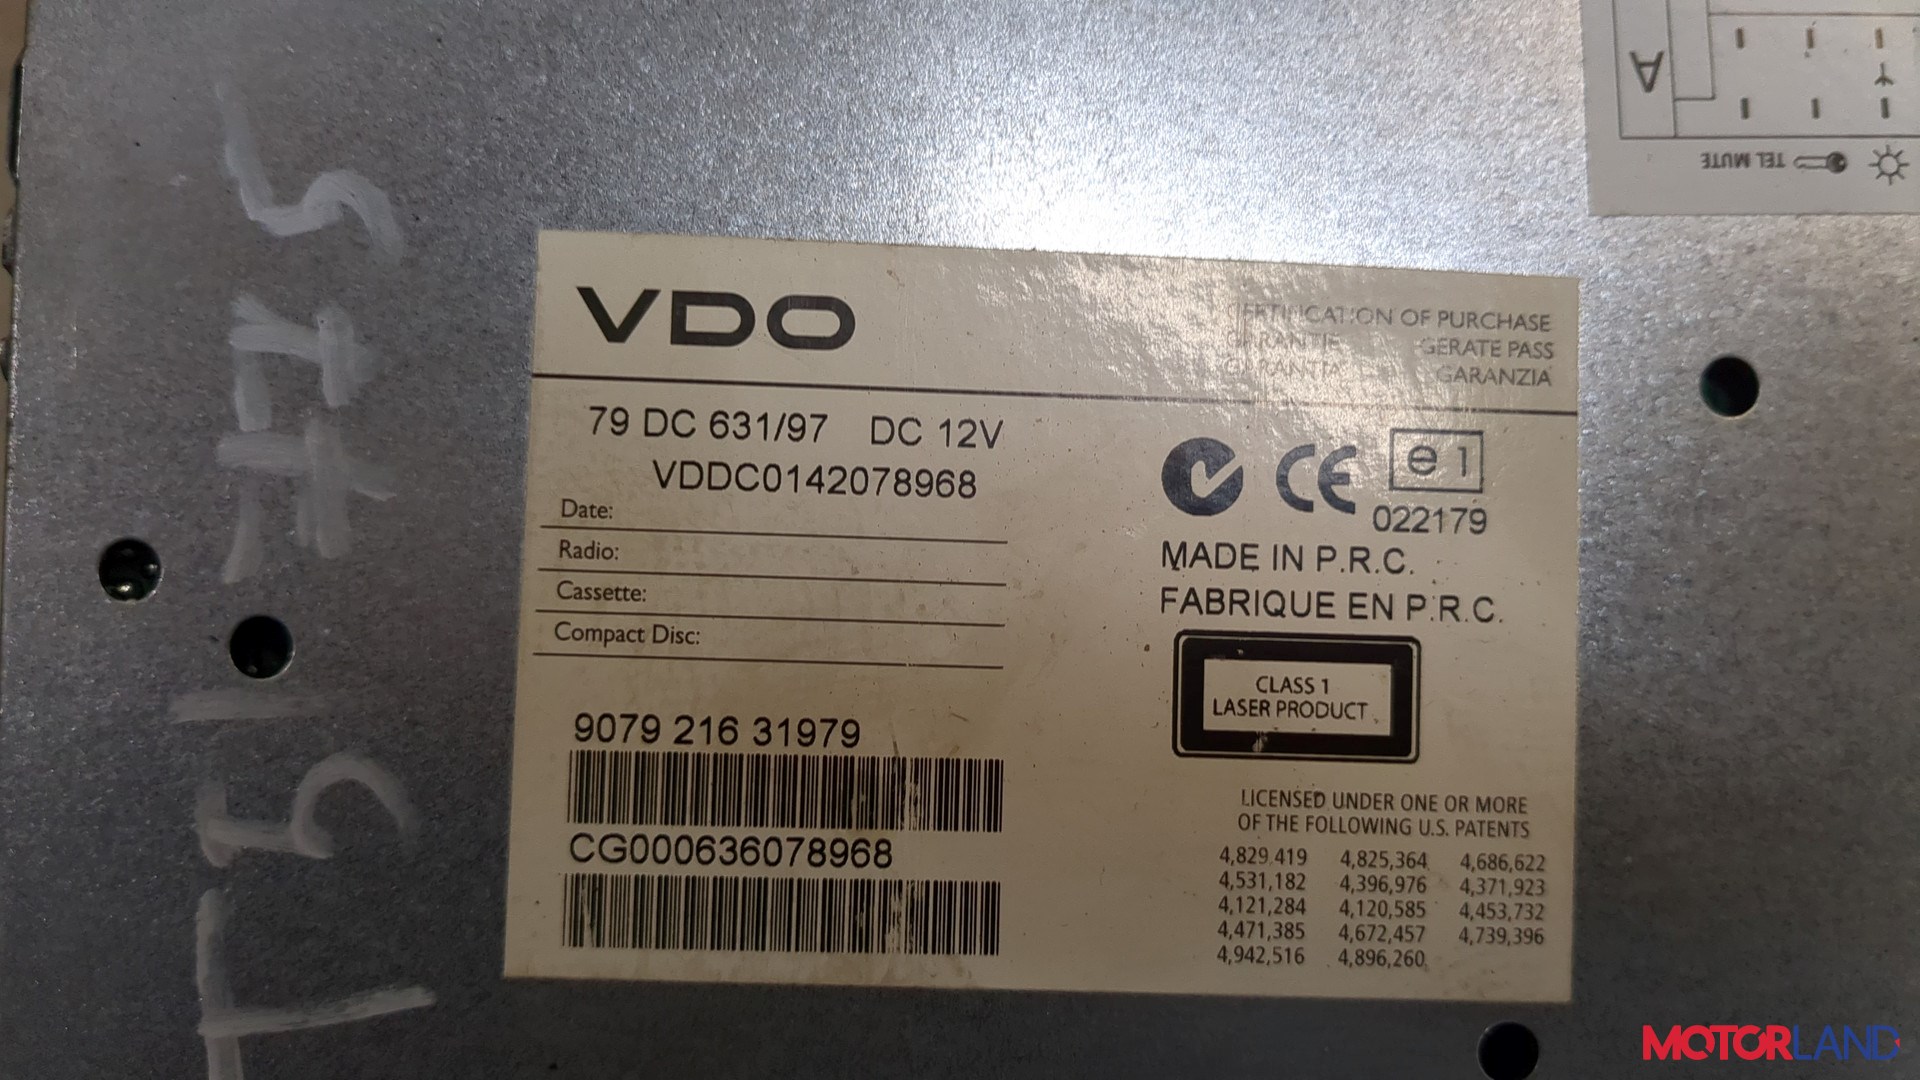 A
TEL MUTE
VDO
CERTIFICATION OF PURCHASE
GARANTIE GERATE PASS
GARANTIA GARANZIA
79 DC 631/97 DC 12V
VDDC0142078968
Date:
Radio:
Cassette:
Compact Disc:
9079 216 31979
CG000636078968
CE
e1
022179
MADE IN P.R.C.
FABRIQUE EN P.R.C.
CLASS 1
LASER PRODUCT
LICENSED UNDER ONE OR MORE
OF THE FOLLOWING U.S. PATENTS
4,829.419 4,825,364 4,686,622
4,531,182 4,396,976 4,371,923
4,121,284 4,120,585 4,453,732
4,471,385 4,672,457 4,739,396
4,942,516 4,896,260
MOTORLAND